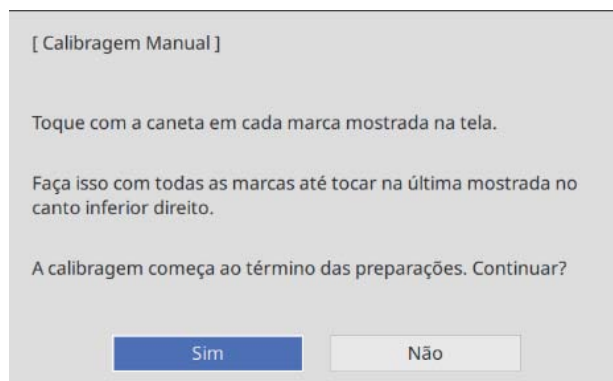 [ Calibragem Manual ]
Toque com a caneta em cada marca mostrada na tela.
Faça isso com todas as marcas até tocar na última mostrada no
canto inferior direito.
A calibragem começa ao término das preparações. Continuar?
Sim
Não